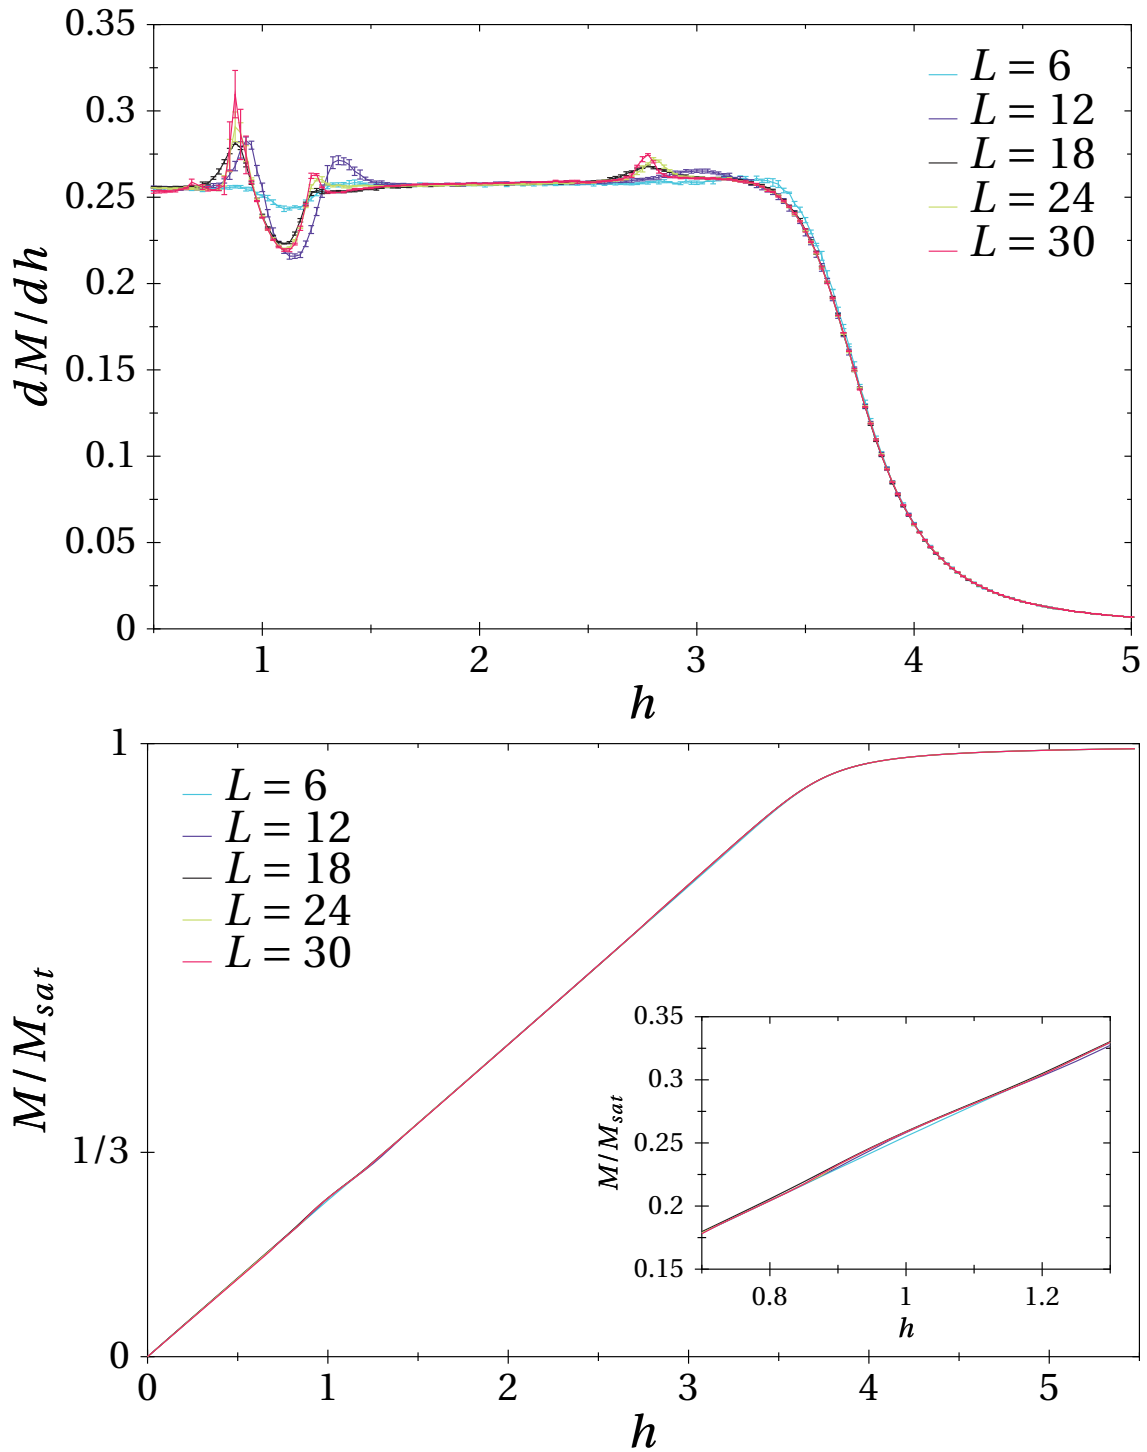 0.35
0.3
0.25
0.2
0.15
0.1
0.05
0
dM/dh
L = 6
L = 12
L = 18
L = 24
L = 30
1 2 3 4 5
h
1
1/3
0
M/M_sat
L = 6
L = 12
L = 18
L = 24
L = 30
0.35
0.3
0.25
0.2
0.15
M/M_sat
0.8 1 1.2
h
0 1 2 3 4 5
h